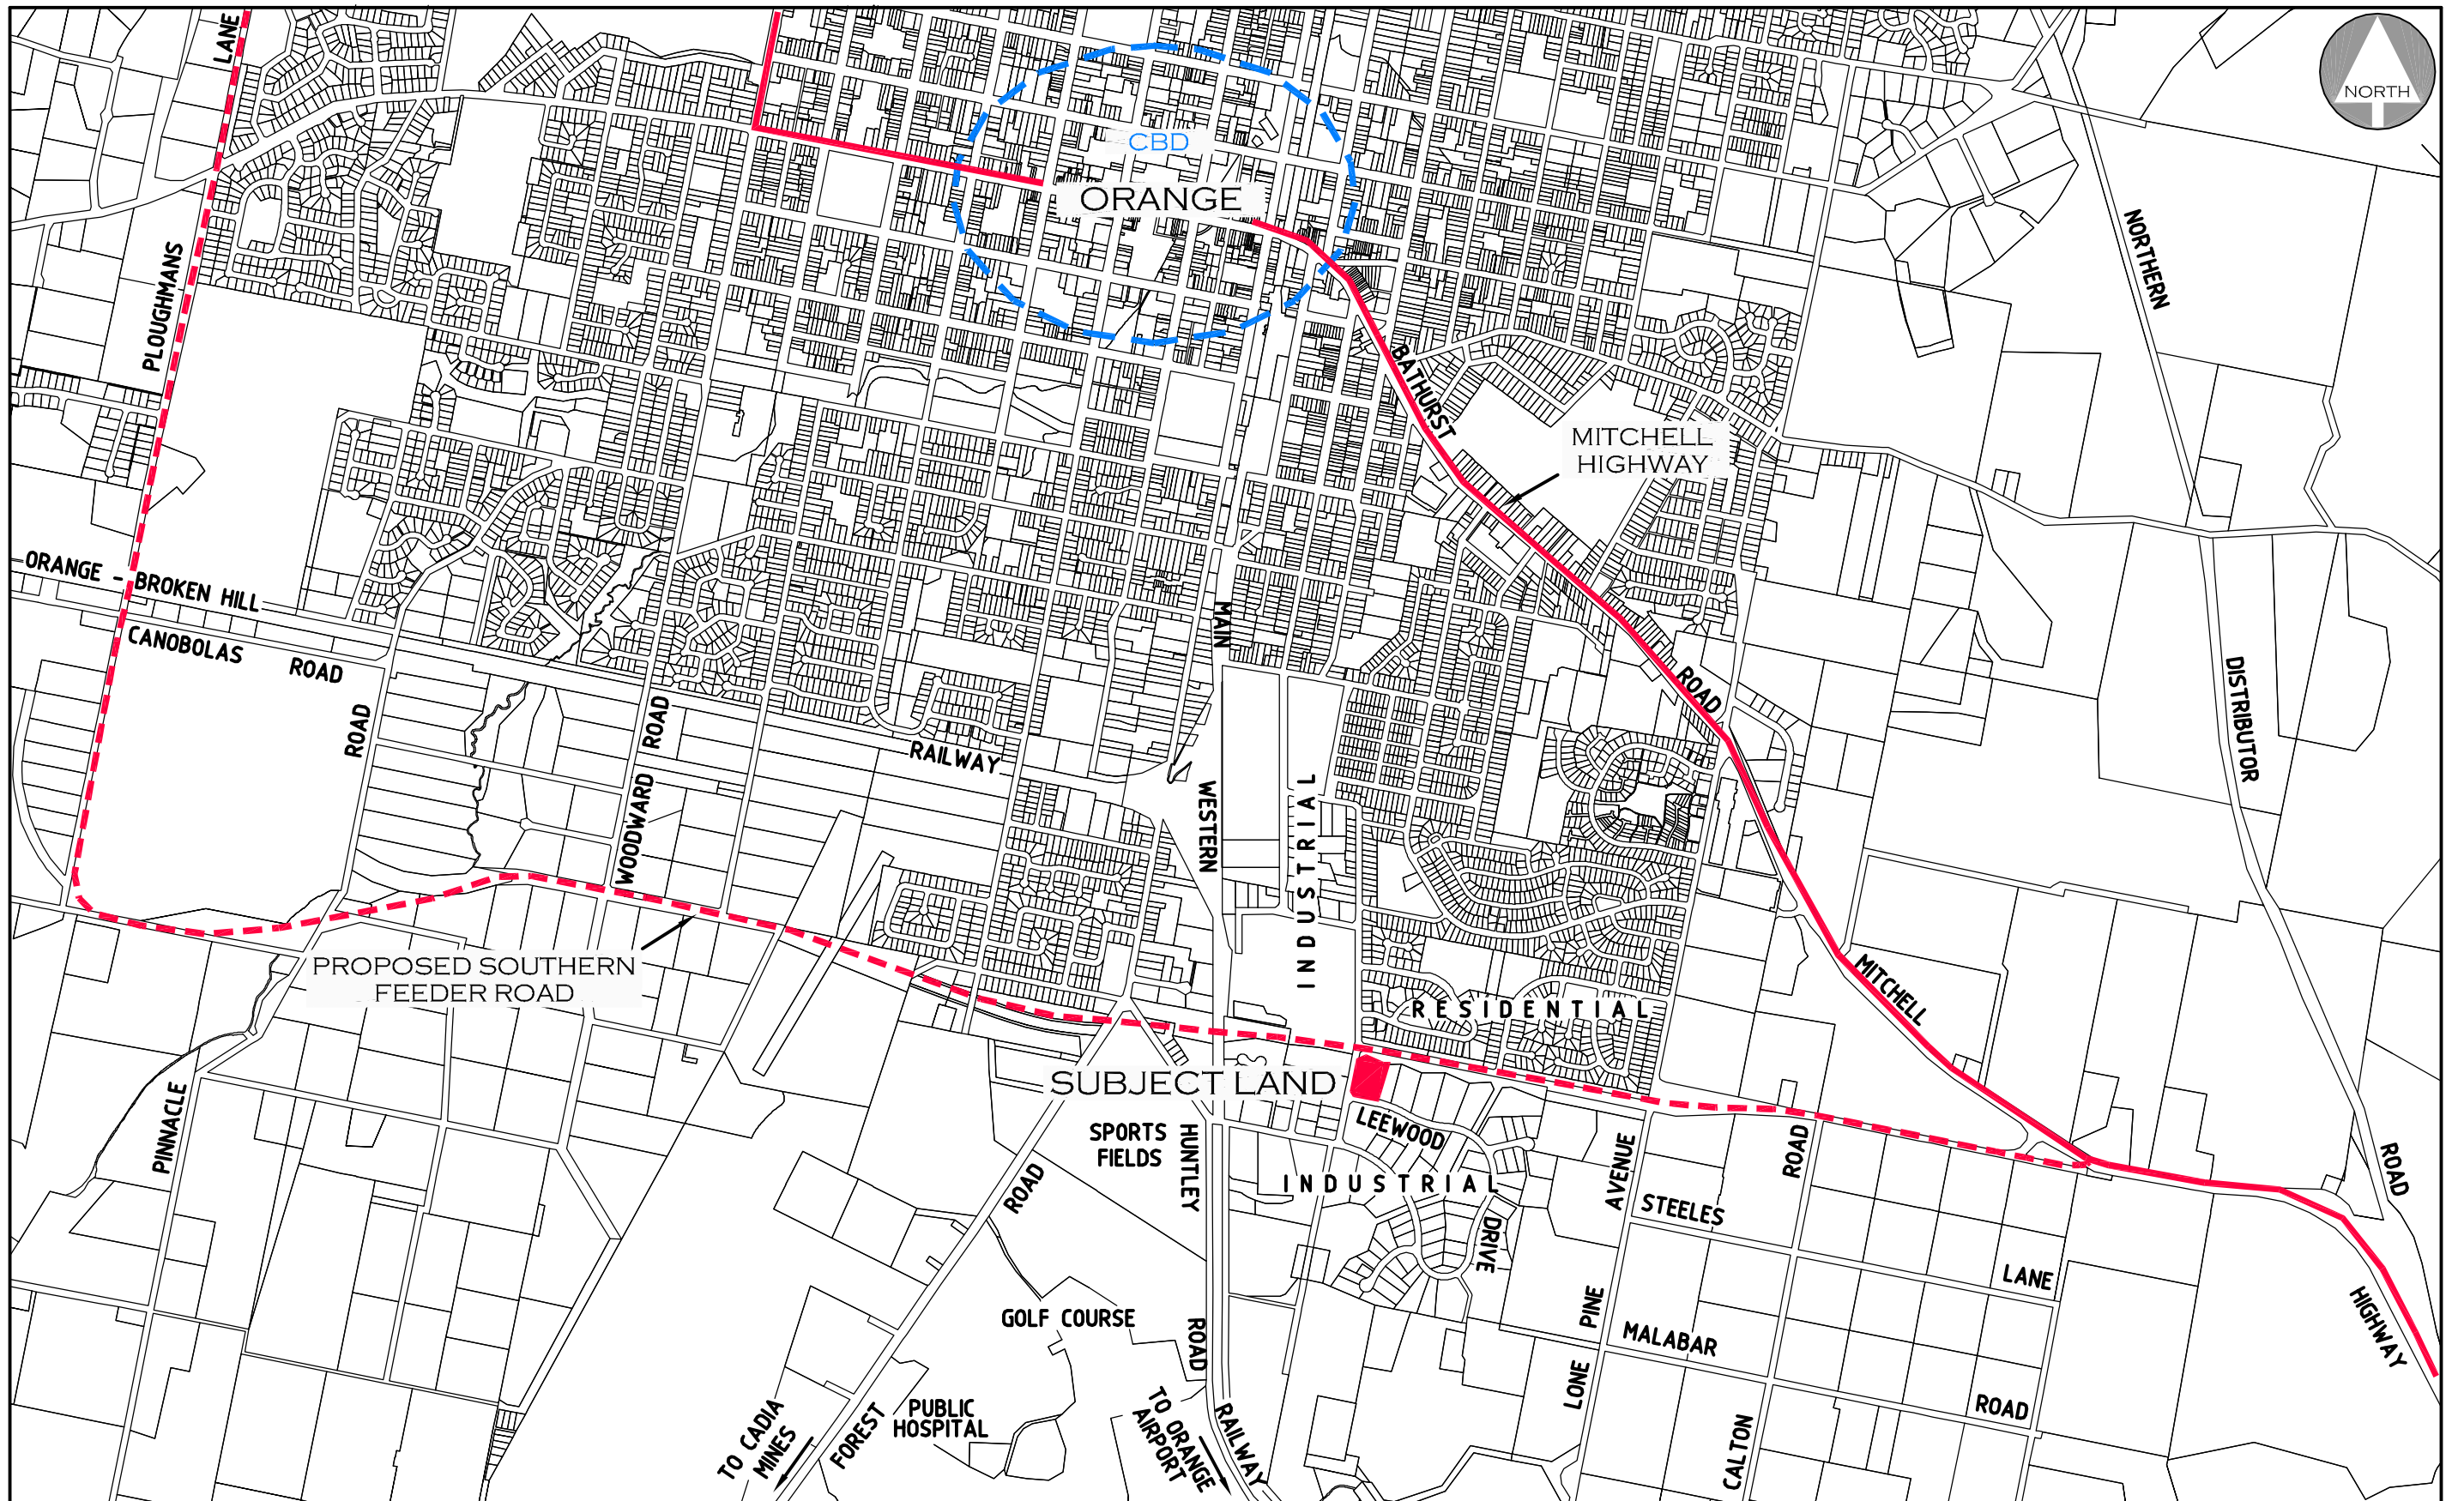 LANE
NORTH
CBD
ORANGE
PLOUGHMANS
NORTHERN
BATHURST
MITCHELL
HIGHWAY
ORANGE - BROKEN HILL
CANOBOLAS ROAD
MAIN
ROAD
DISTRIBUTOR
ROAD
ROAD
RAILWAY
WOODWARD
WESTERN
INDUSTRIAL
PROPOSED SOUTHERN
FEEDER ROAD
MITCHELL
RESIDENTIAL
SUBJECT LAND
PINNACLE
LEEWOOD
SPORTS
FIELDS
HUNTLEY
ROAD
AVENUE
ROAD
ROAD
INDUSTRIAL
STEELES
DRIVE
LANE
GOLF COURSE
ROAD
PINE
MALABAR
HIGHWAY
LONE
ROAD
PUBLIC
HOSPITAL
TO CADIA
MINES
FOREST
TO ORANGE
AIRPORT
RAILWAY
CALTON